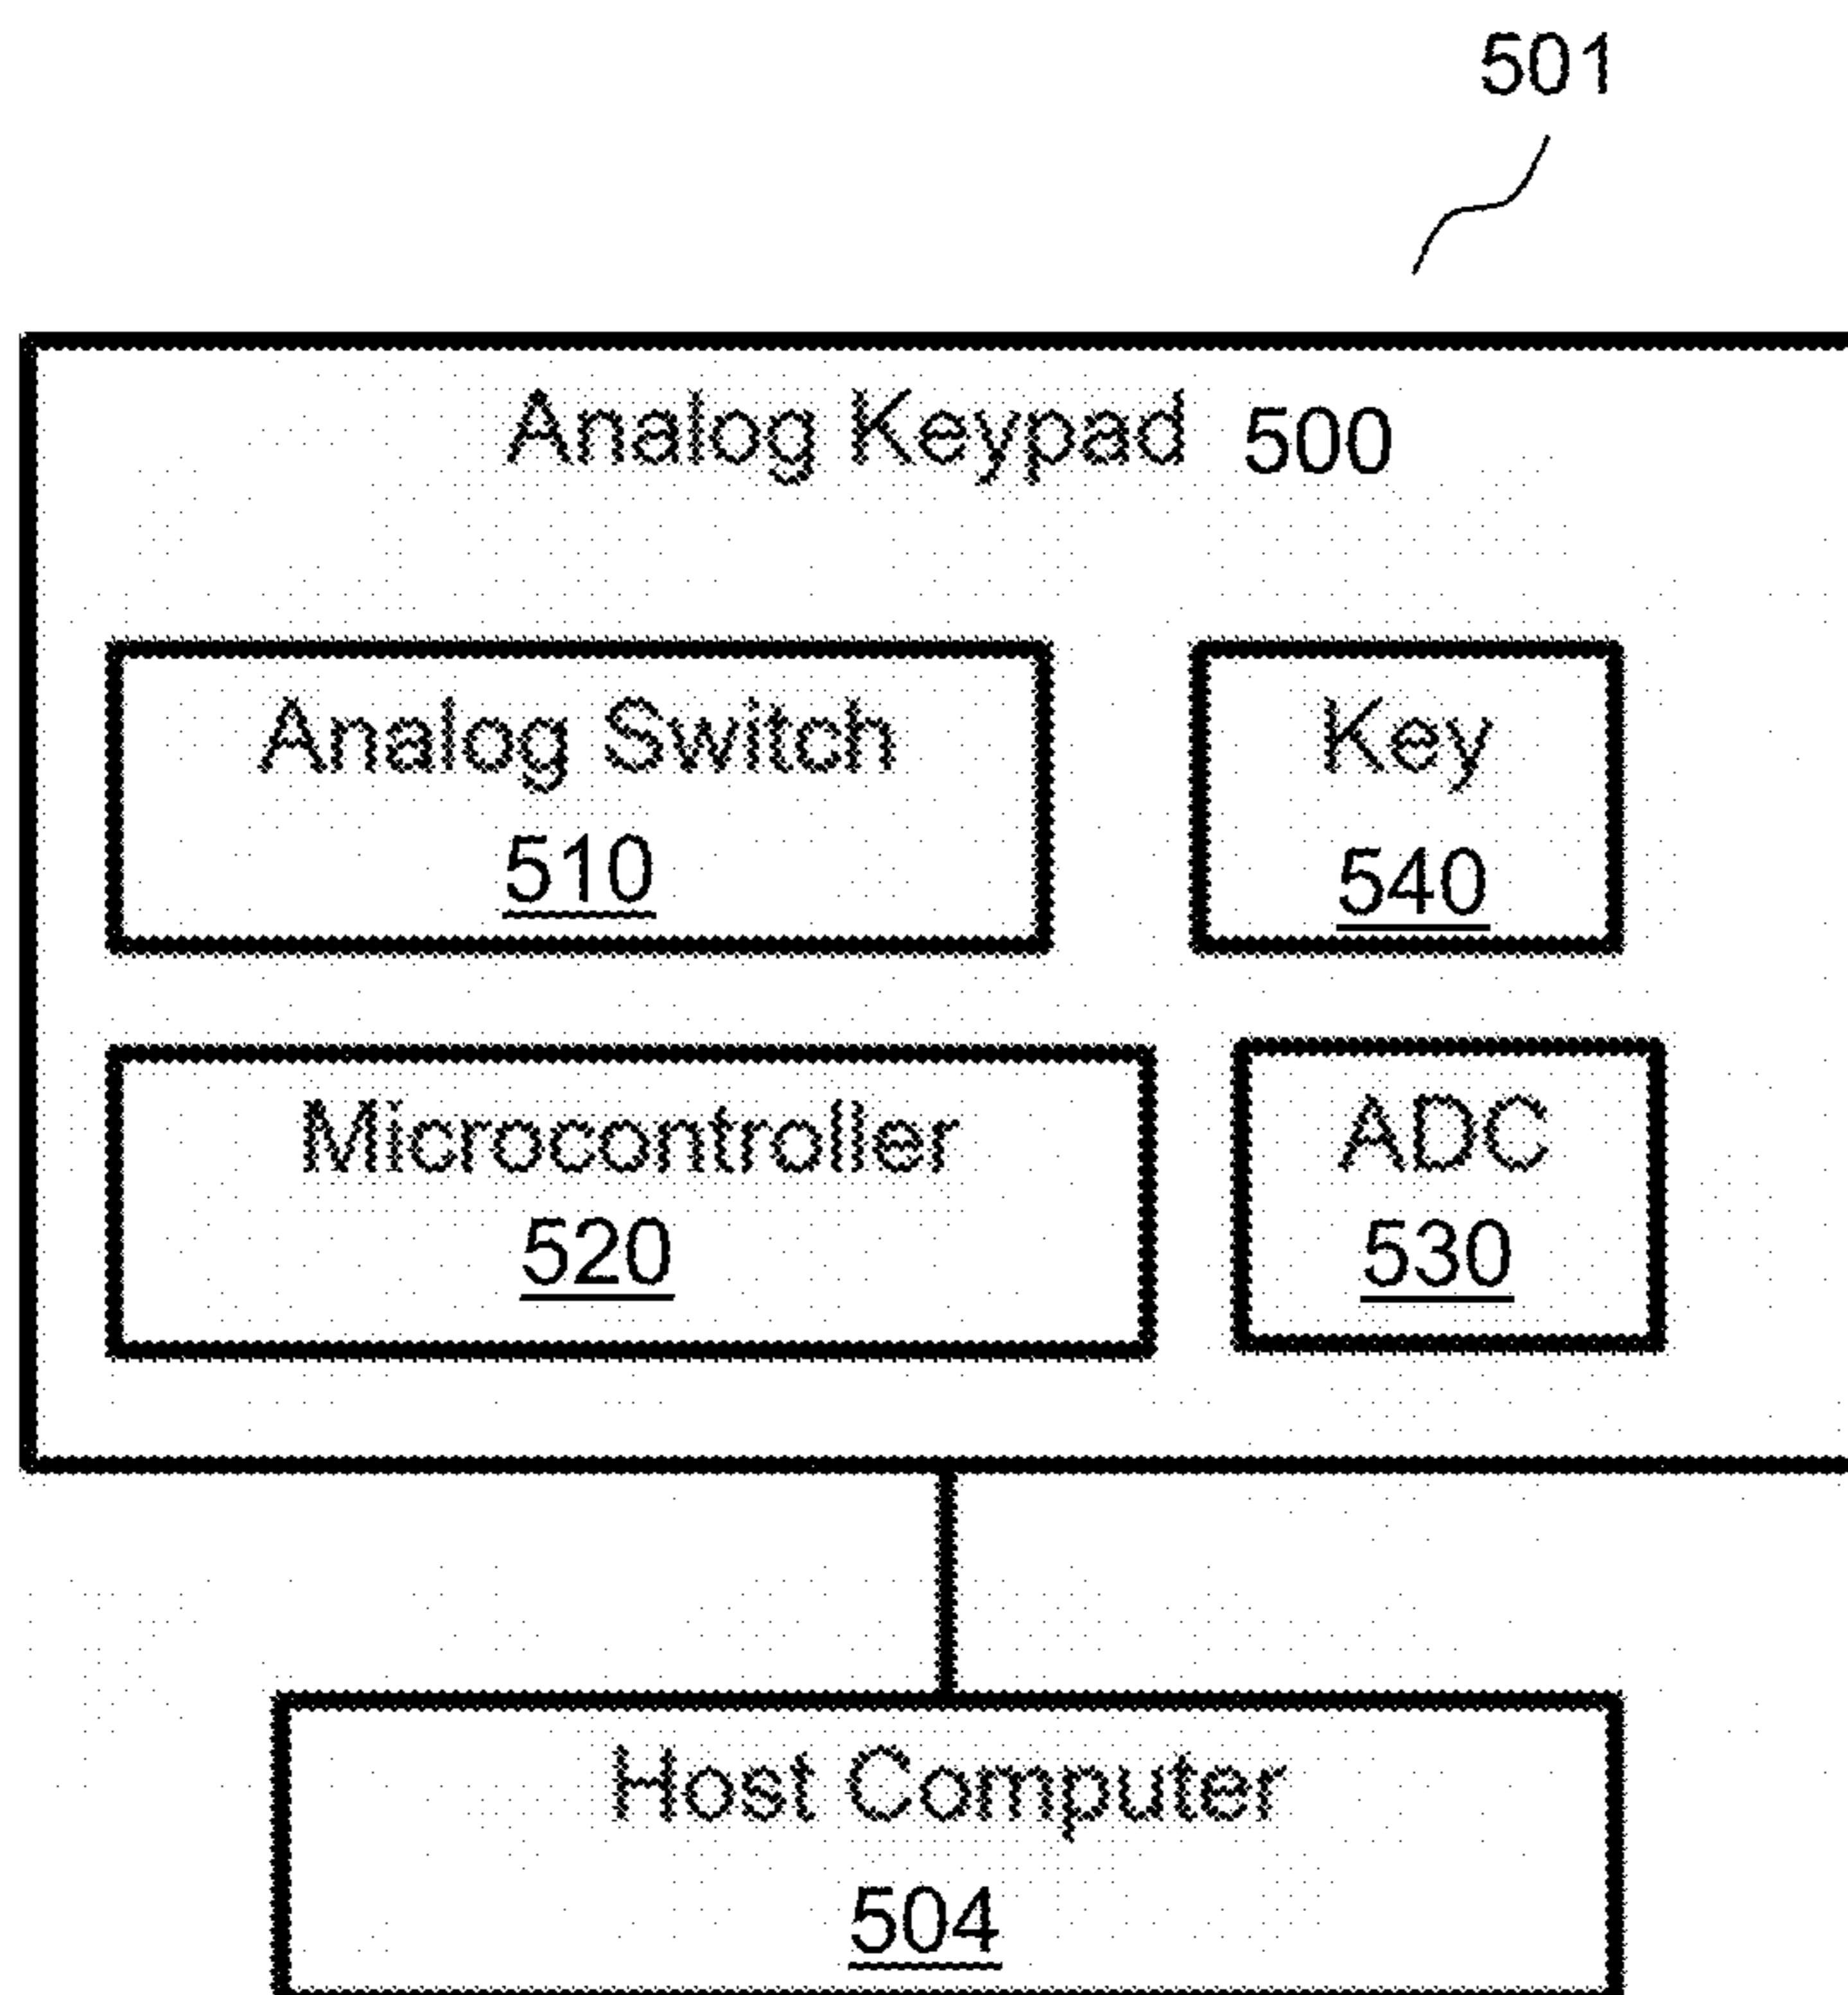 501
Analog Keypad 500
Analog Switch
510
Key
540
Microcontroller
520
ADC
530
Host Computer
504